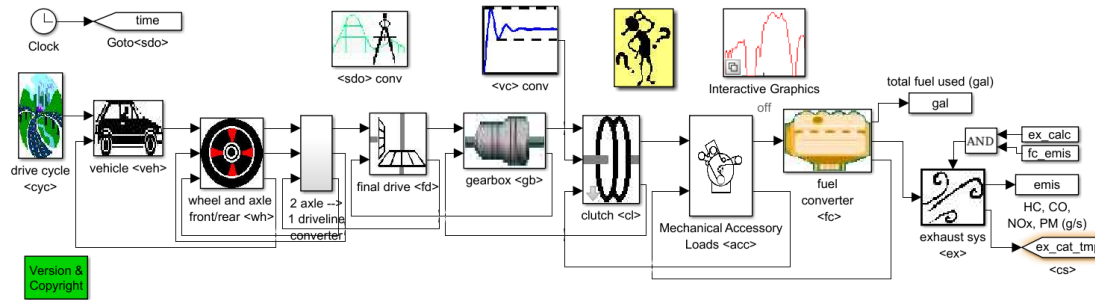 time
Clock
Goto<sdo>
<sdo> conv
<vc> conv
Interactive Graphics
off
total fuel used (gal)
gal
drive cycle
<cyc>
vehicle <veh>
wheel and axle
front/rear <wh>
2 axle -->
1 driveline
converter
final drive <fd>
gearbox <gb>
clutch <cl>
Mechanical Accessory
Loads <acc>
fuel
converter
<fc>
AND
ex_calc
fc_emis
emis
HC, CO,
NOx, PM (g/s)
exhaust sys
<ex>
ex_cat_tmp
<cs>
Version &
Copyright